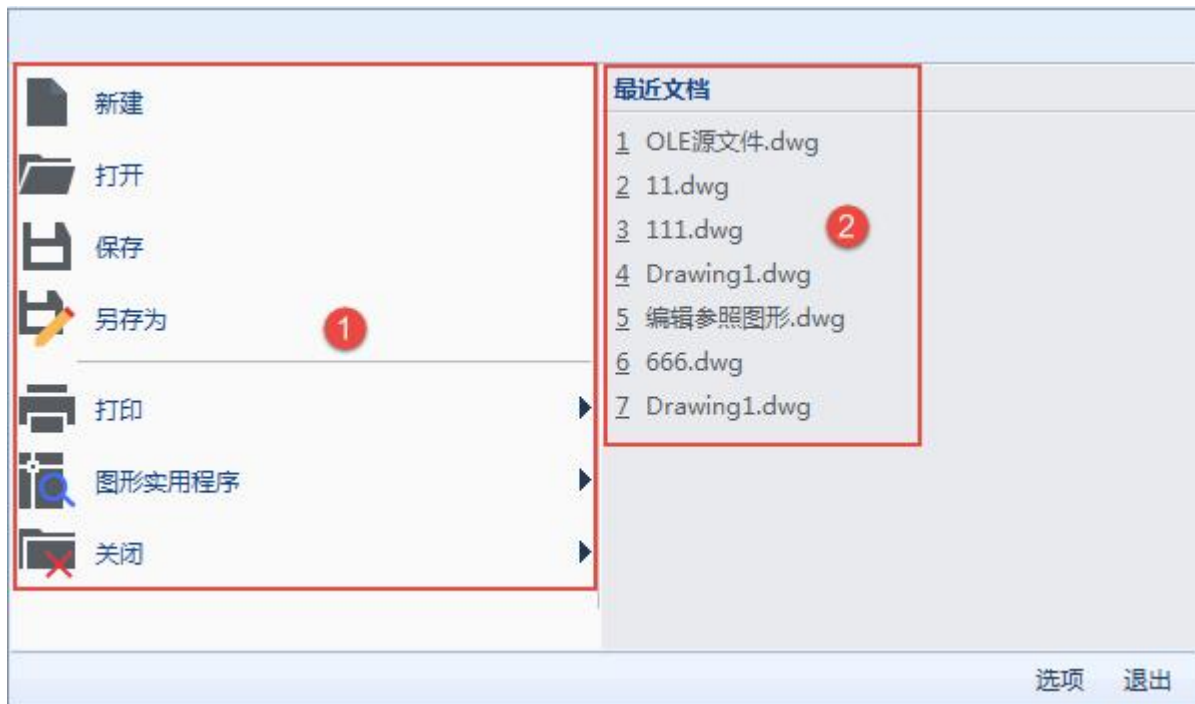 新建
打开
保存
另存为
1
打印
图形实用程序
关闭
最近文档
1 OLE源文件.dwg
2 11.dwg
3 111.dwg
2
4 Drawing1.dwg
5 编辑参照图形.dwg
6 666.dwg
7 Drawing1.dwg
选项 退出